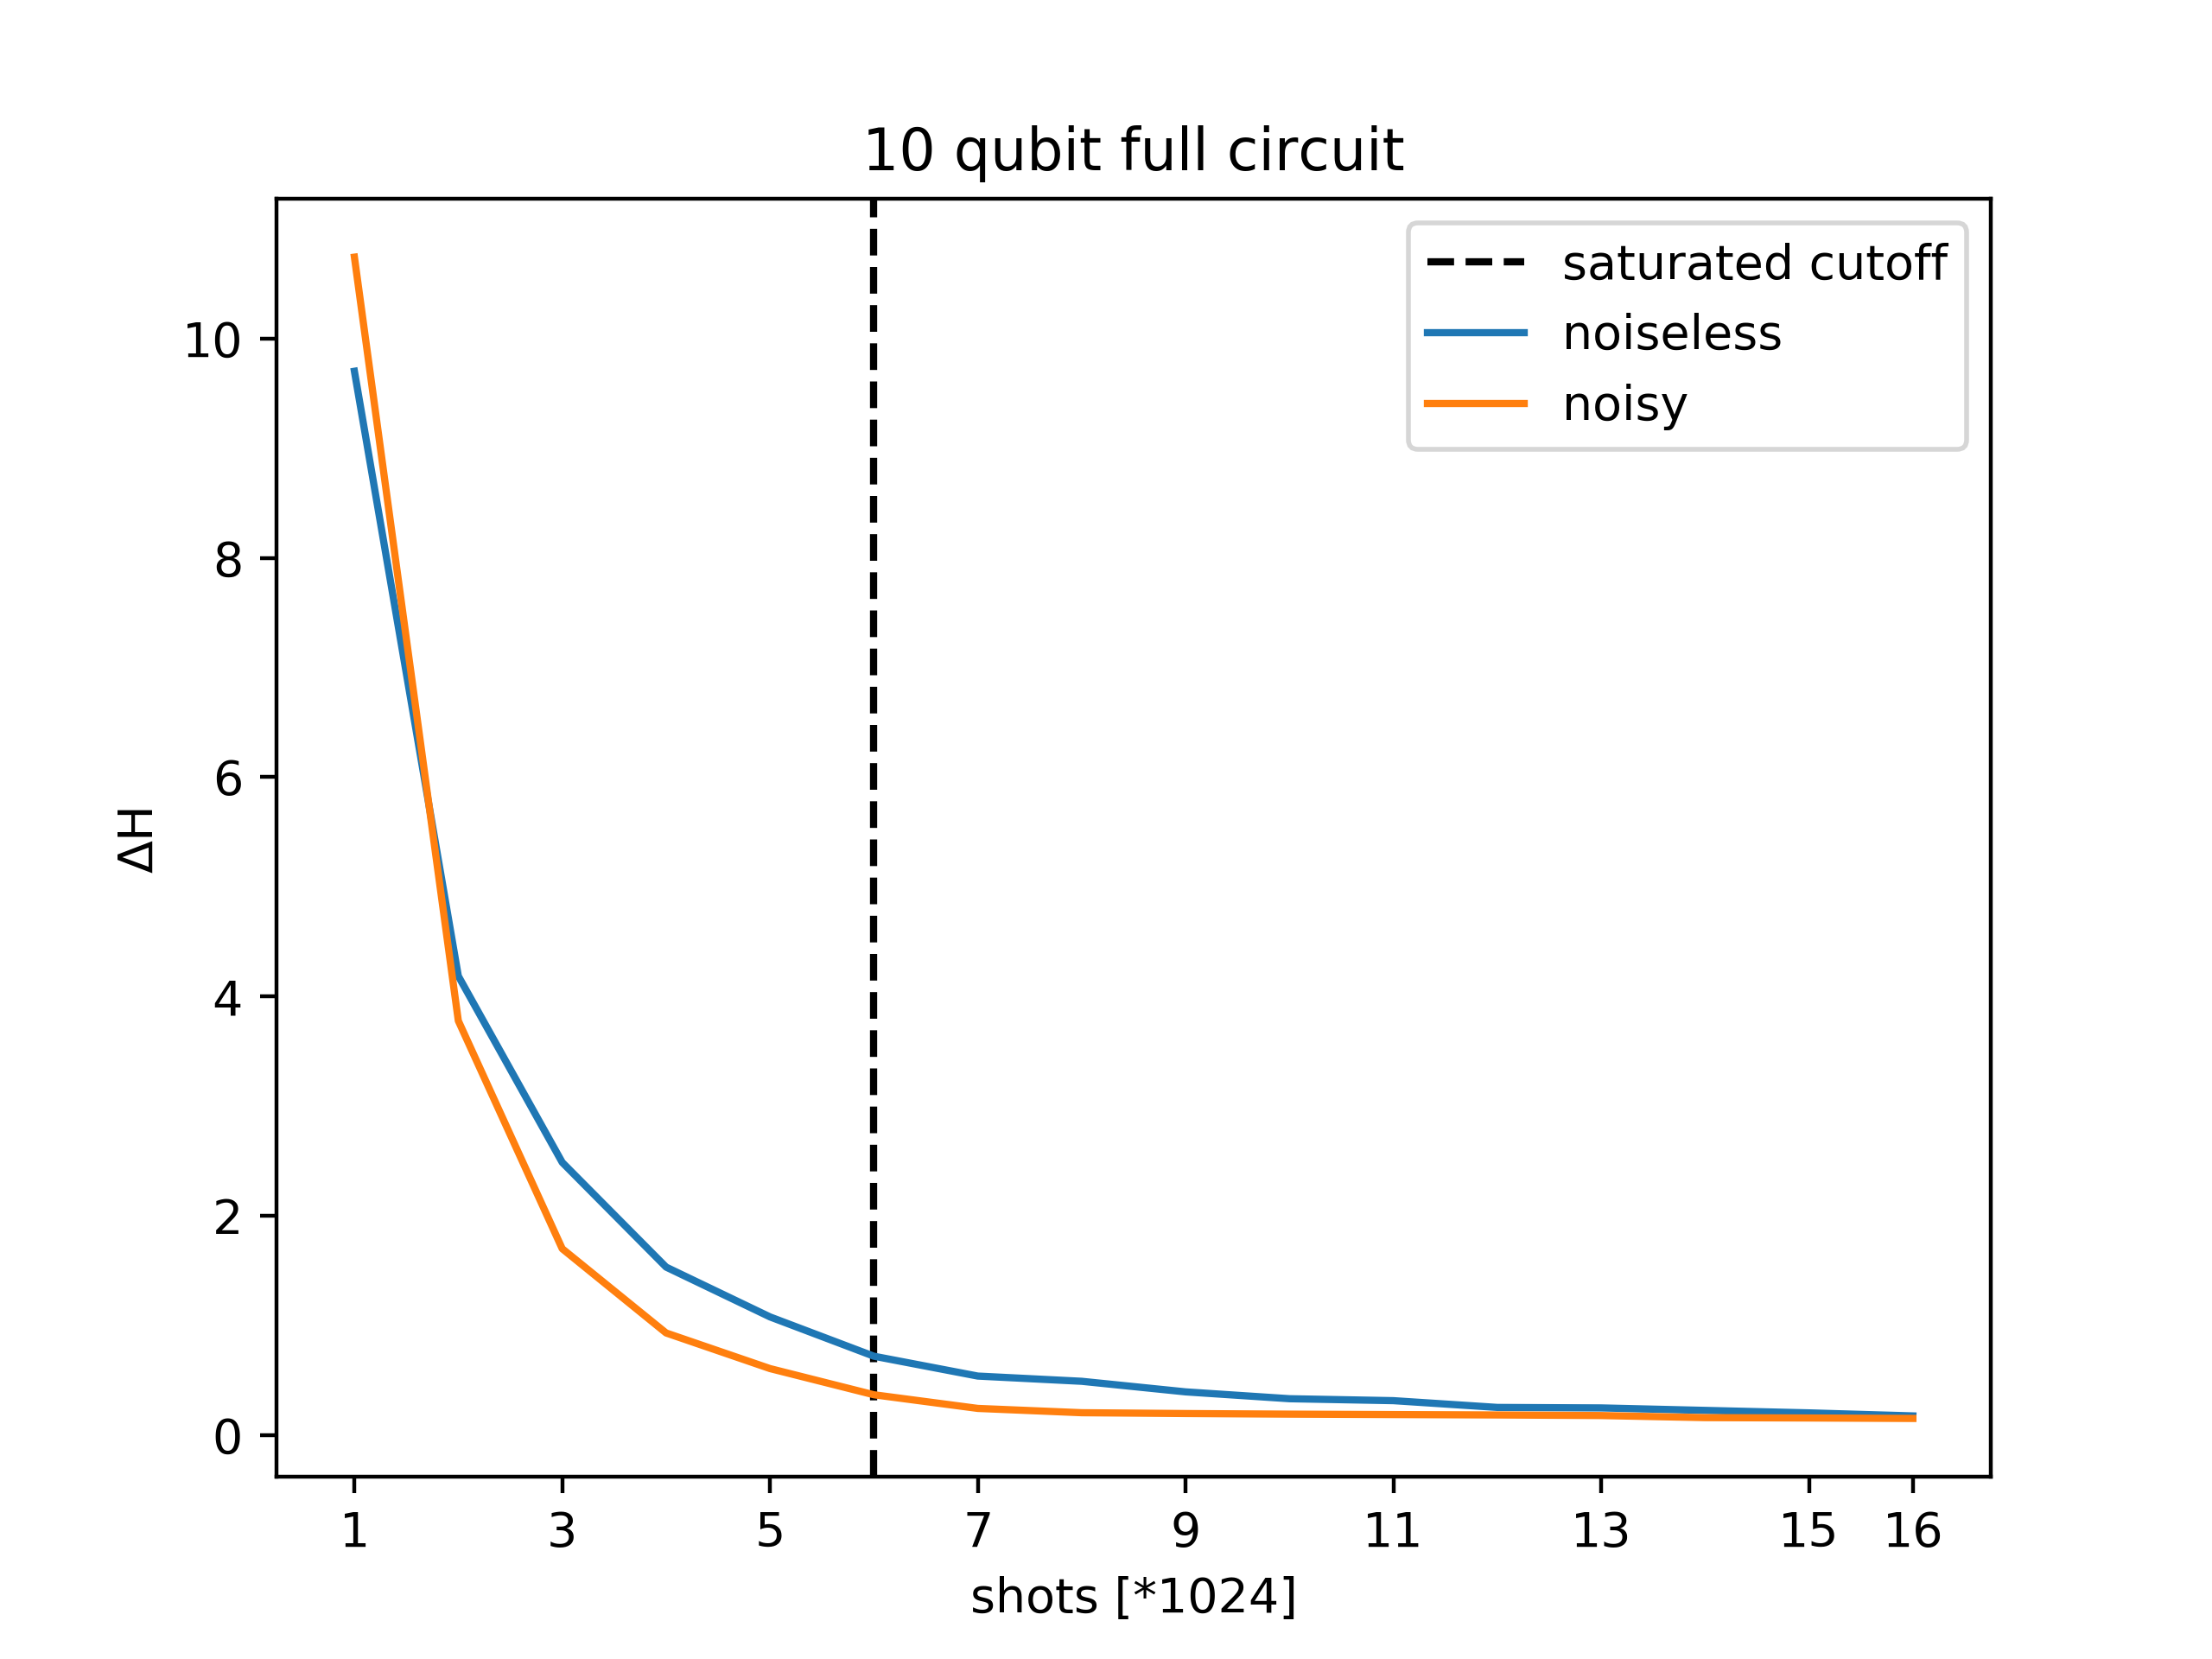 10 qubit full circuit
saturated cutoff
noiseless
noisy
10
8
6
4
2
0
ΔH
1 3 5 7 9 11 13 15 16
shots [*1024]